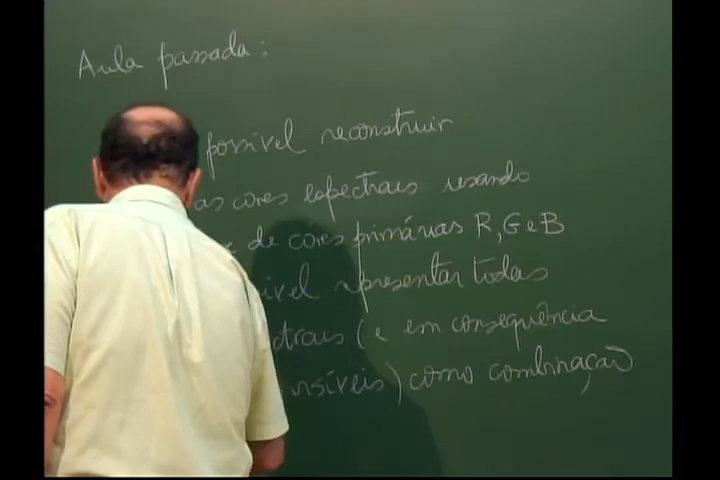 Aula passada:
possível reconstruir
as cores espectrais usando
de cores primárias R, G e B
ível representar todas
ctrais (e em consequência
nsíveis) como combinação